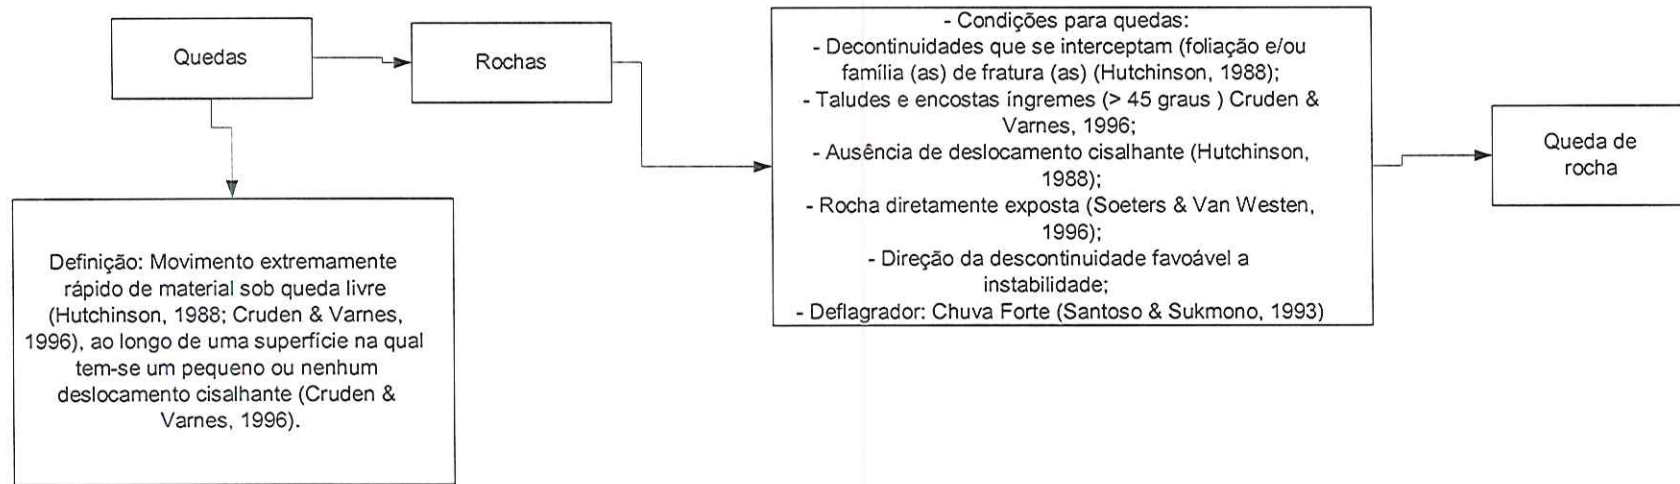 Quedas
Rochas
- Condições para quedas:
- Decontinuidades que se interceptam (foliação e/ou
família (as) de fratura (as) (Hutchinson, 1988);
- Taludes e encostas íngremes (> 45 graus ) Cruden &
Varnes, 1996;
- Ausência de deslocamento cisalhante (Hutchinson,
1988);
- Rocha diretamente exposta (Soeters & Van Westen,
1996);
- Direção da descontinuidade favoável a
instabilidade;
- Deflagrador: Chuva Forte (Santoso & Sukmono, 1993)
Queda de
rocha
Definição: Movimento extremamente
rápido de material sob queda livre
(Hutchinson, 1988; Cruden & Varnes,
1996), ao longo de uma superfície na qual
tem-se um pequeno ou nenhum
deslocamento cisalhante (Cruden &
Varnes, 1996).